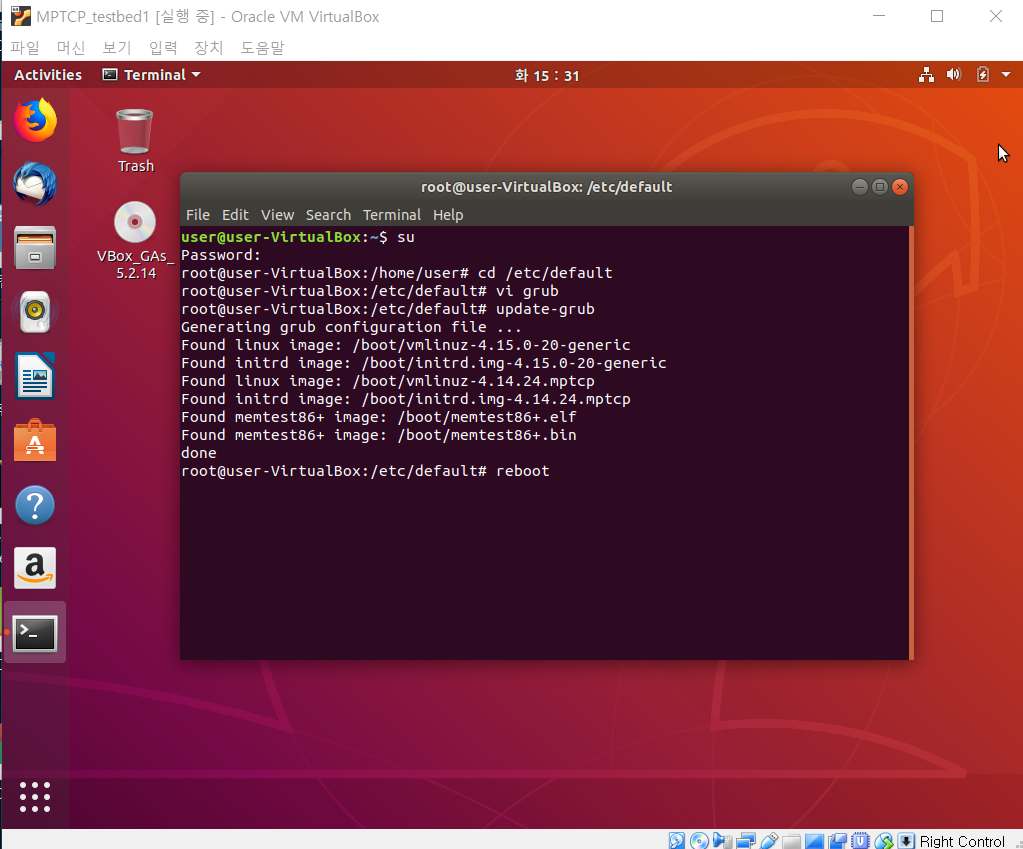 MPTCP_testbed1 [실행 중] - Oracle VM VirtualBox
파일 머신 보기 입력 장치 도움말
Activities Terminal 화 15 : 31
Trash
VBox_GAs_
5.2.14
root@user-VirtualBox: /etc/default
File Edit View Search Terminal Help
user@user-VirtualBox:~$ su
Password:
root@user-VirtualBox:/home/user# cd /etc/default
root@user-VirtualBox:/etc/default# vi grub
root@user-VirtualBox:/etc/default# update-grub
Generating grub configuration file ...
Found linux image: /boot/vmlinuz-4.15.0-20-generic
Found initrd image: /boot/initrd.img-4.15.0-20-generic
Found linux image: /boot/vmlinuz-4.14.24.mptcp
Found initrd image: /boot/initrd.img-4.14.24.mptcp
Found memtest86+ image: /boot/memtest86+.elf
Found memtest86+ image: /boot/memtest86+.bin
done
root@user-VirtualBox:/etc/default# reboot
Right Control